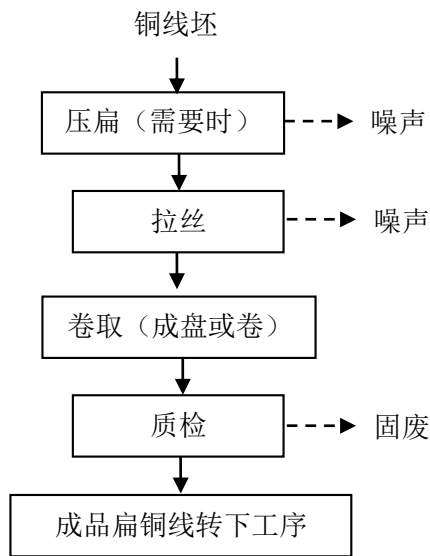 铜线坯
压扁（需要时）
噪声
拉丝
噪声
卷取（成盘或卷）
质检
固废
成品扁铜线转下工序